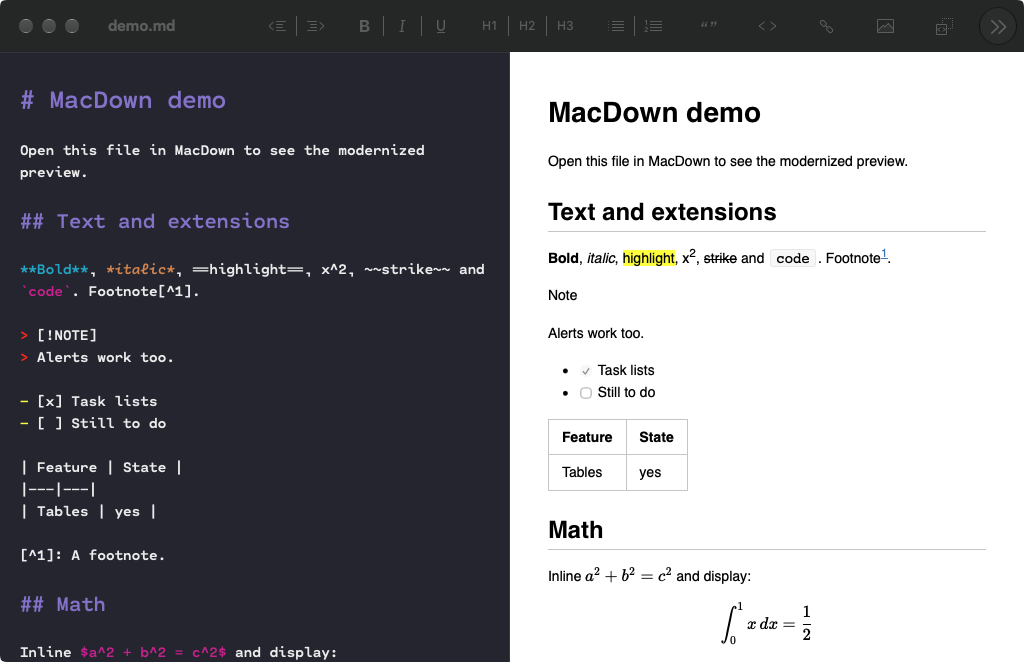 demo.md
B
I
U
H1
H2
H3
“ ”
< >
# MacDown demo
Open this file in MacDown to see the modernized
preview.
## Text and extensions
**Bold**, *italic*, ==highlight==, x^2, ~~strike~~ and
`code`. Footnote[^1].
> [!NOTE]
> Alerts work too.
- [x] Task lists
- [ ] Still to do
| Feature | State |
|---|---|
| Tables | yes |
[^1]: A footnote.
## Math
Inline $a^2 + b^2 = c^2$ and display:
MacDown demo
Open this file in MacDown to see the modernized preview.
Text and extensions
Bold, italic, highlight, x², strike and code. Footnote¹.
Note
Alerts work too.
Task lists
Still to do
Feature State
Tables yes
Math
Inline a² + b² = c² and display:
∫₀¹ x dx = 1/2